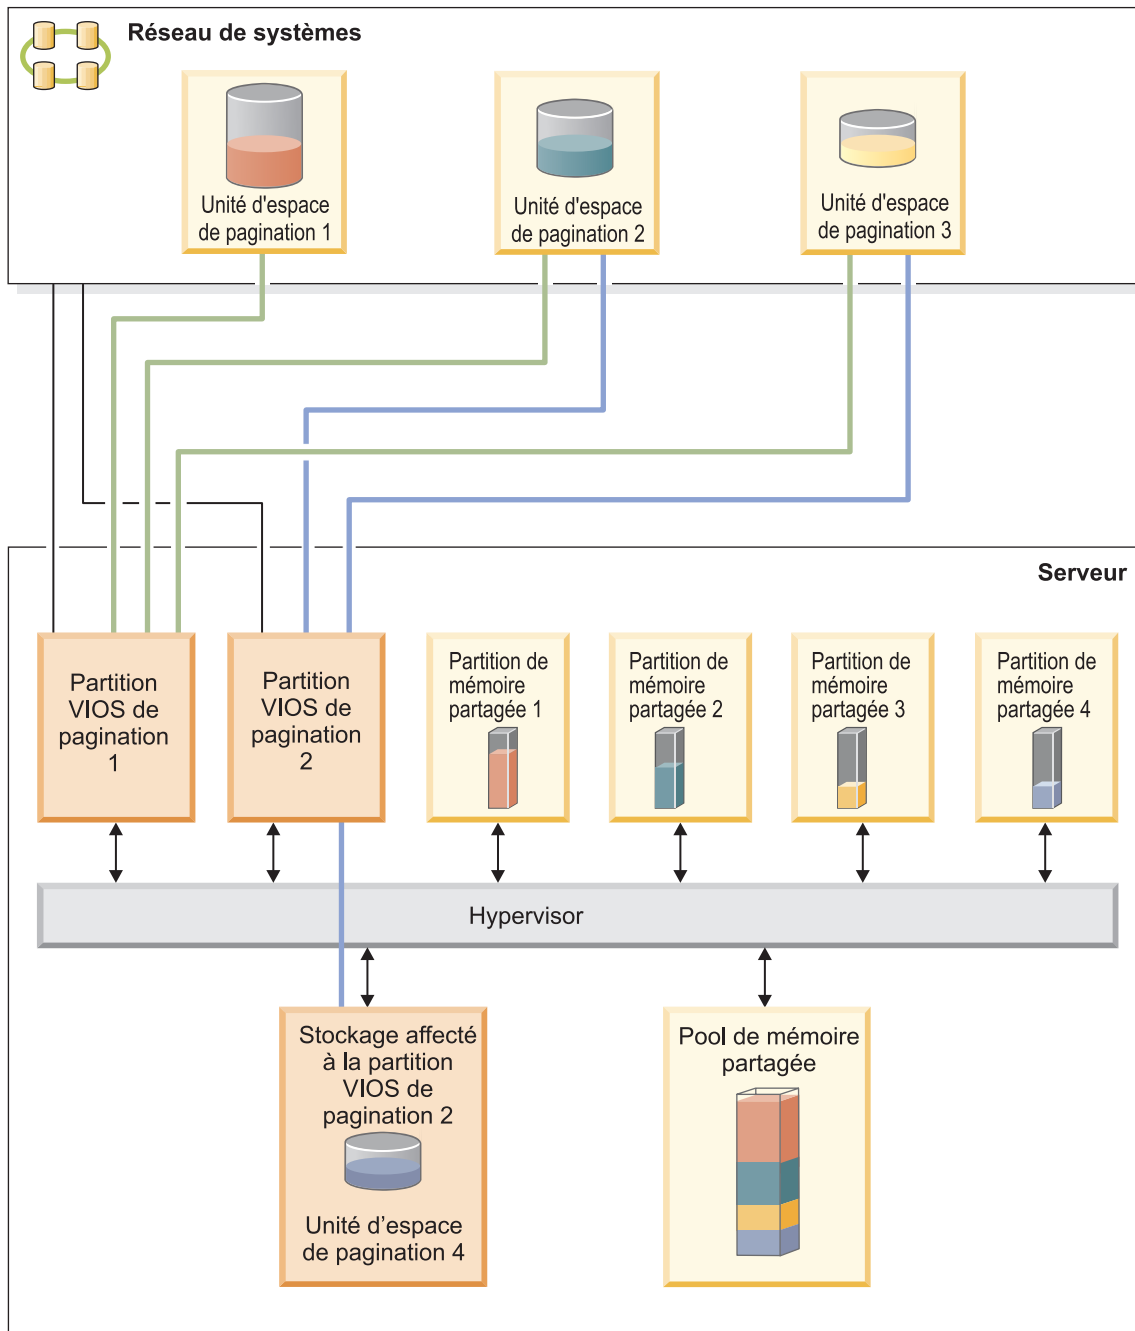 Réseau de systèmes
Unité d'espace
de pagination 1
Unité d'espace
de pagination 2
Unité d'espace
de pagination 3
Serveur
Partition
VIOS de
pagination
1
Partition
VIOS de
pagination
2
Partition de
mémoire
partagée 1
Partition de
mémoire
partagée 2
Partition de
mémoire
partagée 3
Partition de
mémoire
partagée 4
Hypervisor
Stockage affecté
à la partition
VIOS de
pagination 2
Unité d’espace
de pagination 4
Pool de mémoire
partagée